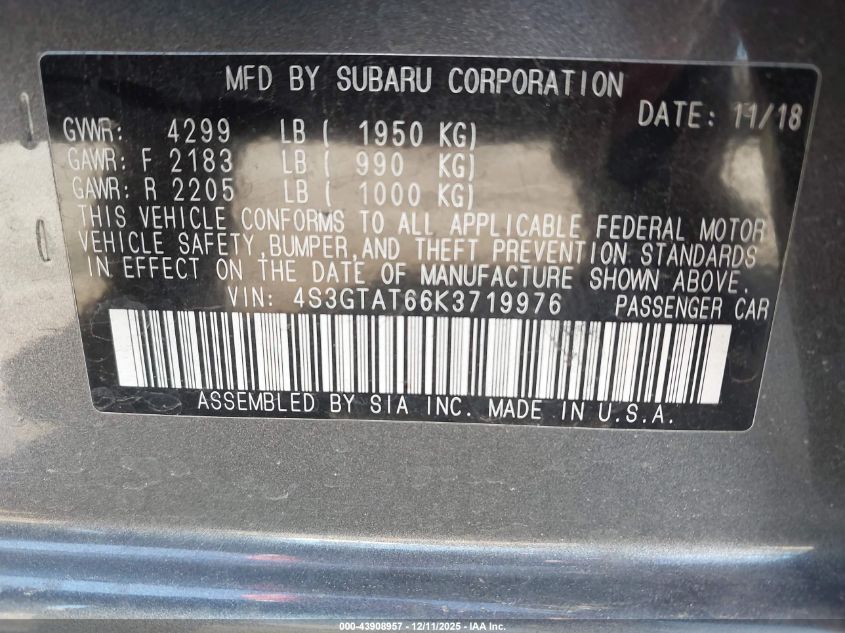 MFD BY SUBARU CORPORATION
DATE: 11/18
GVWR: 4299 LB ( 1950 KG)
GAWR: F 2183 LB ( 990 KG)
GAWR: R 2205 LB ( 1000 KG)
THIS VEHICLE CONFORMS TO ALL APPLICABLE FEDERAL MOTOR
VEHICLE SAFETY, BUMPER, AND THEFT PREVENTION STANDARDS
IN EFFECT ON THE DATE OF MANUFACTURE SHOWN ABOVE.
VIN: 4S3GTAT66K3719976 PASSENGER CAR
ASSEMBLED BY SIA INC. MADE IN U.S.A.
000-43908957 - 12/11/2025 - IAA Inc.